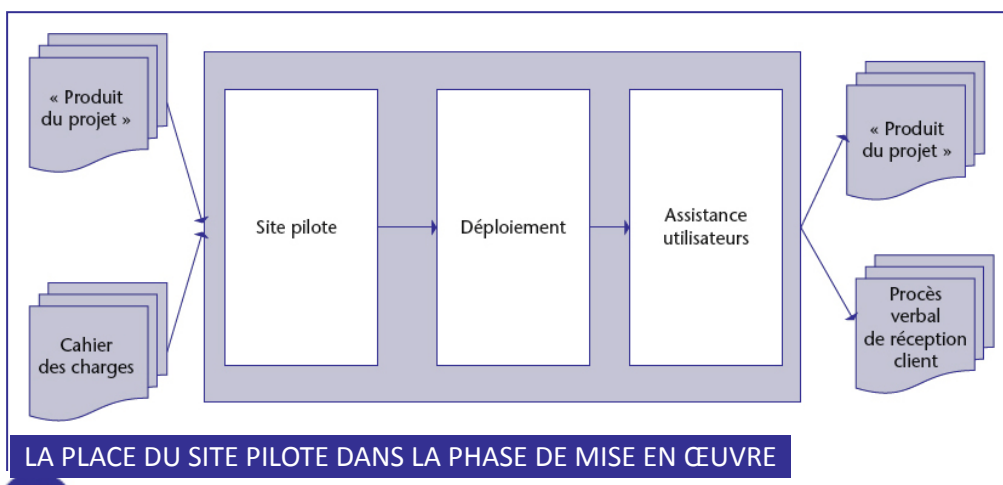 « Produit
du projet »
Cahier
des charges
Site pilote
Déploiement
Assistance
utilisateurs
« Produit
du projet »
Procès
verbal
de réception
client
LA PLACE DU SITE PILOTE DANS LA PHASE DE MISE EN ŒUVRE